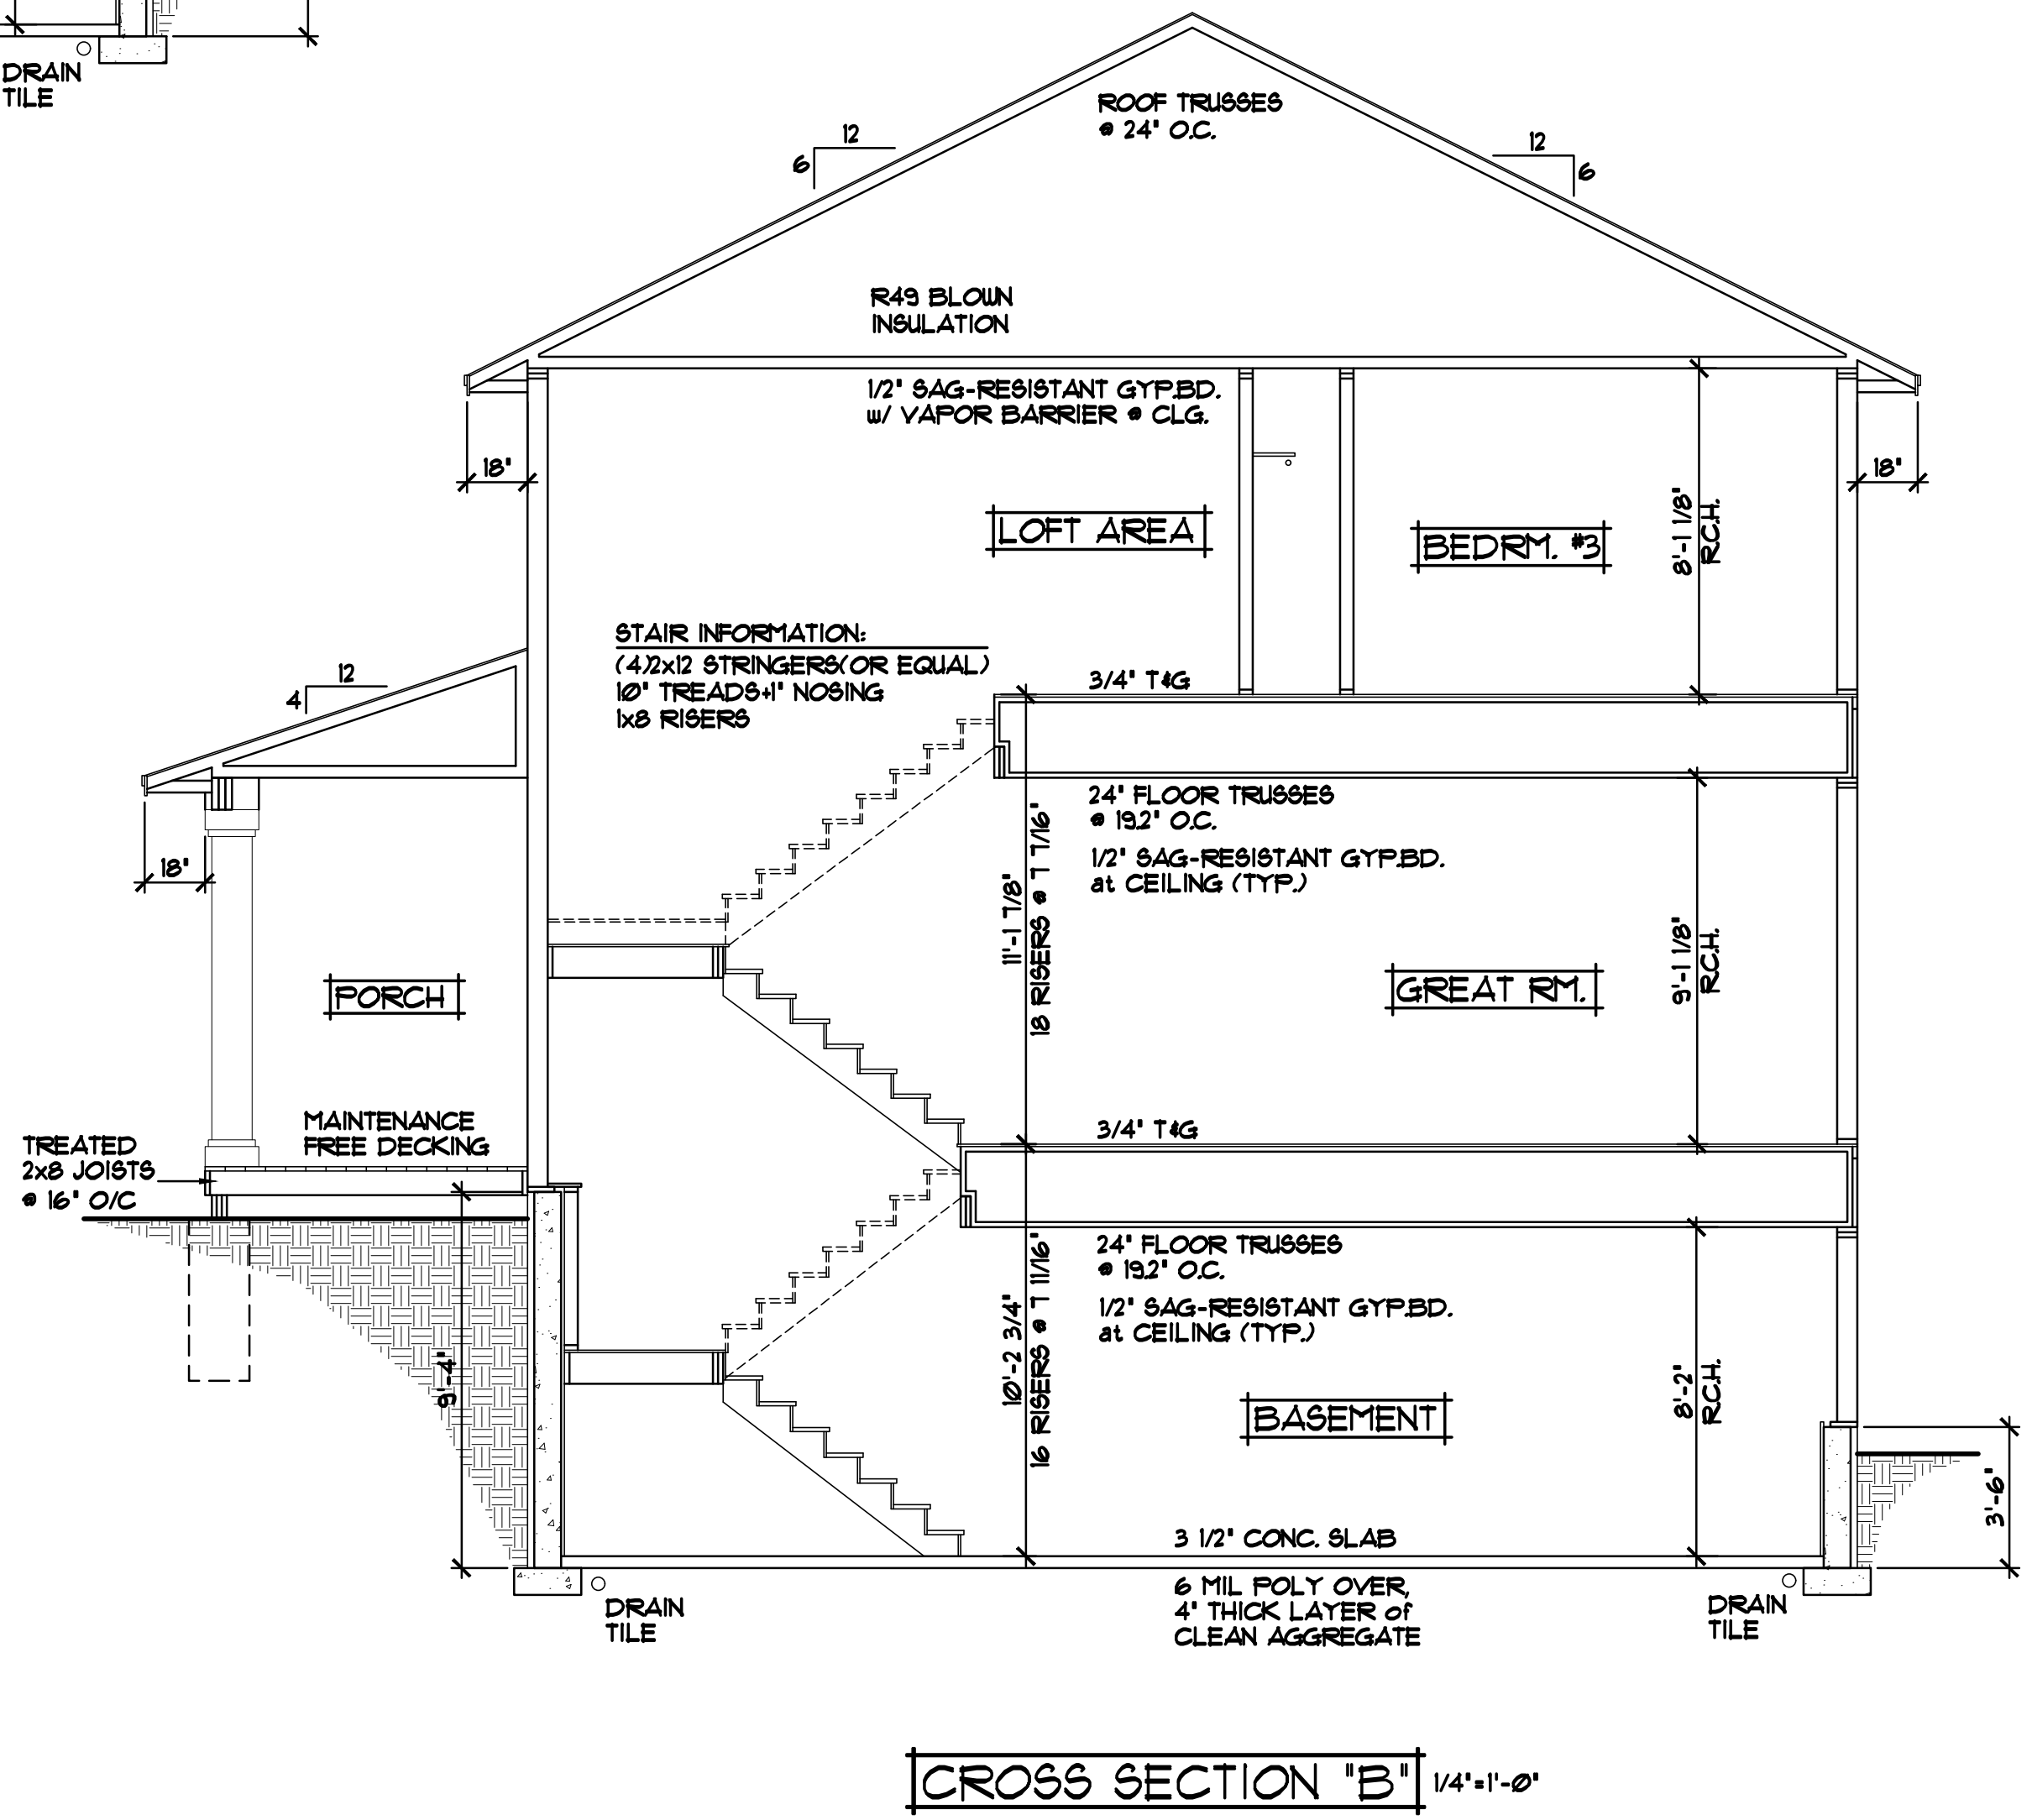 DRAIN
TILE
ROOF TRUSSES
@ 24" O.C.
12
6
12
6
R49 BLOWN
INSULATION
1/2" SAG-RESISTANT GYP.BD.
w/ VAPOR BARRIER @ CLG.
18"
18"
LOFT AREA
BEDRM. #3
8'-1 1/8"
R.C.H.
STAIR INFORMATION:
(4)2x12 STRINGERS(OR EQUAL)
10" TREADS+1" NOSING
1x8 RISERS
12
4
3/4" T&G
24" FLOOR TRUSSES
@ 19.2" O.C.
1/2" SAG-RESISTANT GYP.BD.
at CEILING (TYP.)
18"
11'-1 7/8"
18 RISERS @ 7 7/16"
9'-1 1/8"
R.C.H.
PORCH
GREAT RM.
MAINTENANCE
FREE DECKING
TREATED
2x8 JOISTS
@ 16" O/C
3/4" T&G
24" FLOOR TRUSSES
@ 19.2" O.C.
1/2" SAG-RESISTANT GYP.BD.
at CEILING (TYP.)
9'-4"
10'-2 3/4"
16 RISERS @ 7 11/16"
8'-2"
R.C.H.
BASEMENT
3'-6"
3 1/2" CONC. SLAB
6 MIL POLY OVER,
4" THICK LAYER of
CLEAN AGGREGATE
DRAIN
TILE
DRAIN
TILE
CROSS SECTION "B" 1/4"=1'-0"